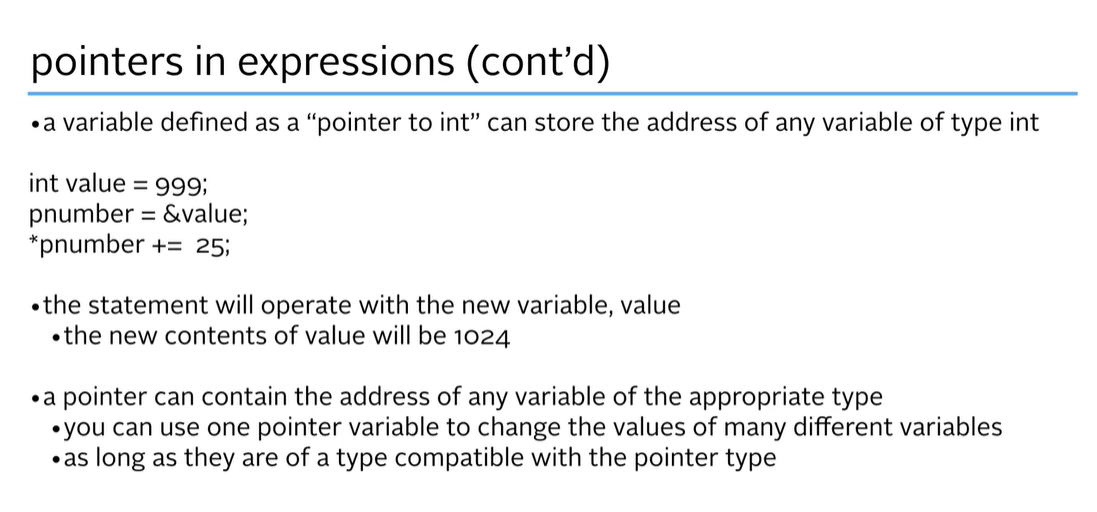 pointers in expressions (cont’d)
•a variable defined as a “pointer to int” can store the address of any variable of type int
int value = 999;
pnumber = &value;
*pnumber +=  25;
•the statement will operate with the new variable, value
•the new contents of value will be 1024
•a pointer can contain the address of any variable of the appropriate type
•you can use one pointer variable to change the values of many different variables
•as long as they are of a type compatible with the pointer type